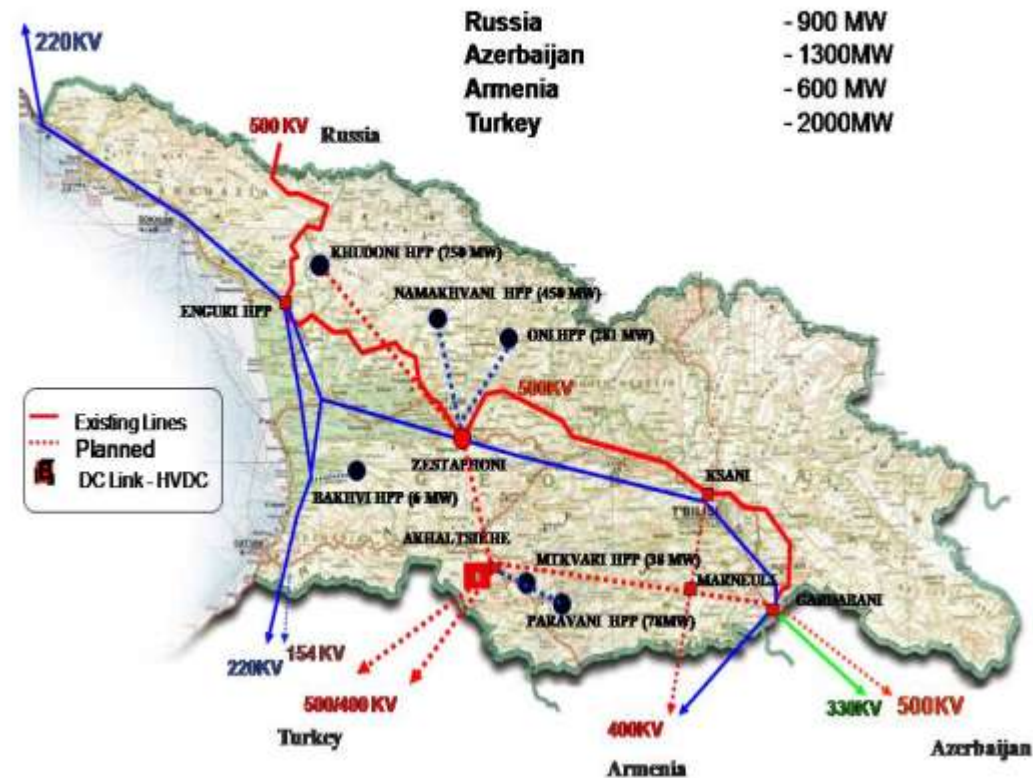 Russia - 900 MW
Azerbaijan - 1300MW
Armenia - 600 MW
Turkey - 2000MW
220KV
500 KV
Russia
KHUDONI HPP (750 MW)
NAMAKHVANI HPP (450 MW)
ENGURI HPP
ONI HPP (281 MW)
500KV
Existing Lines
Planned
DC Link - HVDC
ZESTAPHONI
KSANI
BAKHVI HPP (6 MW)
AKHALTSIKHE
MTKVARI HPP (38 MW)
MARNEULI
GARDABANI
PARAVANI HPP (78MW)
220KV
154 KV
500/400 KV
Turkey
400KV
Armenia
330KV
500KV
Azerbaijan